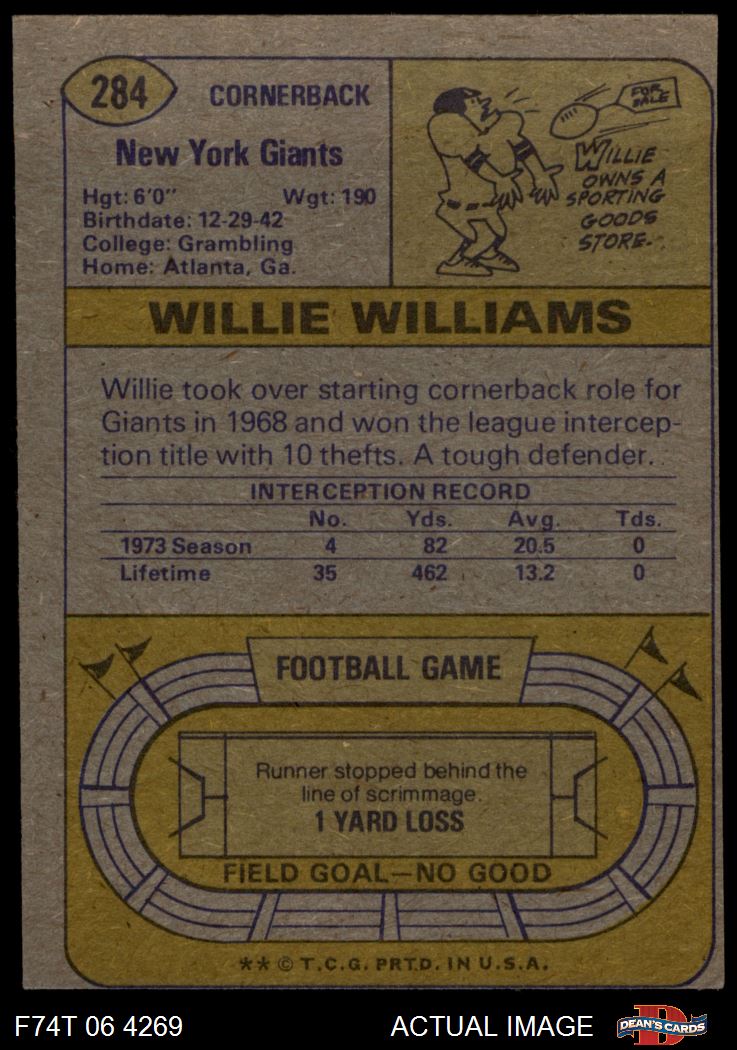 284
CORNERBACK
New York Giants
Hgt: 6'0" Wgt: 190
Birthdate: 12-29-42
College: Grambling
Home: Atlanta, Ga.
FOR
SALE
WILLIE
OWNS A
SPORTING
GOODS
STORE.
WILLIE WILLIAMS
Willie took over starting cornerback role for
Giants in 1968 and won the league intercep-
tion title with 10 thefts. A tough defender.
INTERCEPTION RECORD
No. Yds. Avg. Tds.
1973 Season 4 82 20.5 0
Lifetime 35 462 13.2 0
FOOTBALL GAME
Runner stopped behind the
line of scrimmage.
1 YARD LOSS
FIELD GOAL—NO GOOD
** © T.C.G. PRTD. IN U.S.A.
F74T 06 4269 ACTUAL IMAGE
D
DEAN'S CARDS